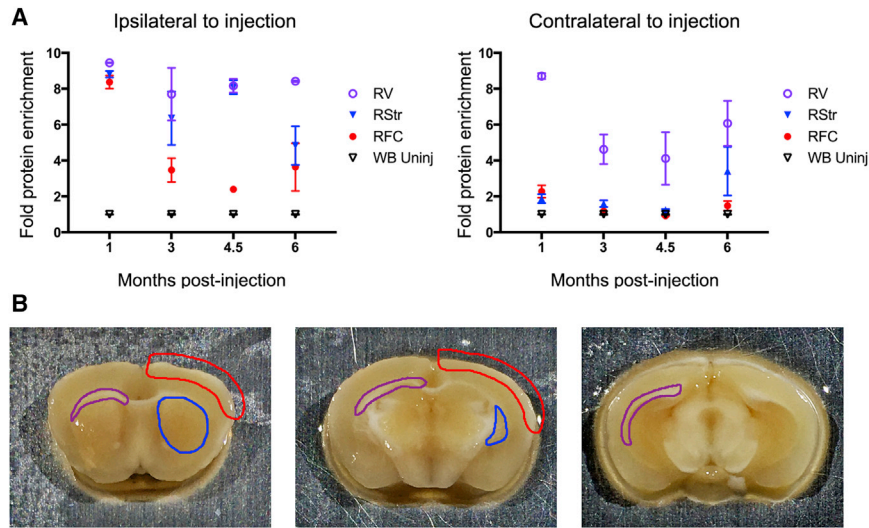 A
Ipsilateral to injection
Fold protein enrichment
10
8
6
4
2
0
1 3 4.5 6
Months post-injection
RV
RStr
RFC
WB Uninj
Contralateral to injection
Fold protein enrichment
10
8
6
4
2
0
1 3 4.5 6
Months post-injection
RV
RStr
RFC
WB Uninj
B